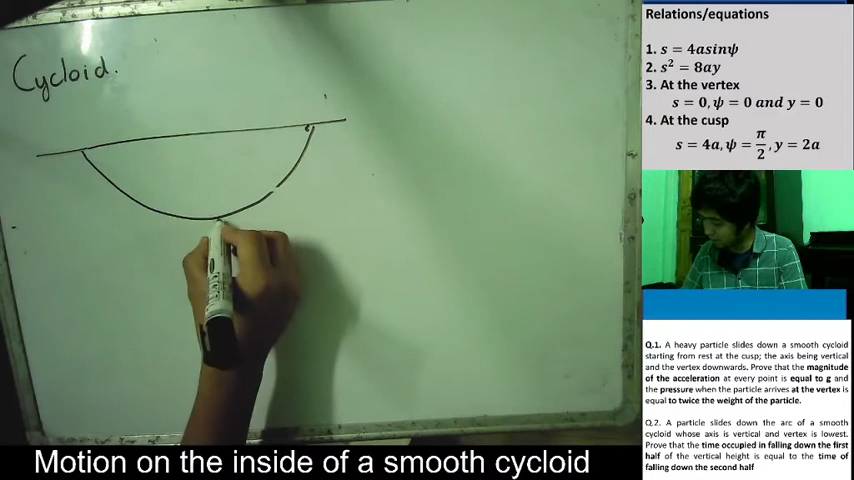 Cycloid.
Relations/equations
1. s = 4asinψ
2. s² = 8ay
3. At the vertex
s = 0, ψ = 0 and y = 0
4. At the cusp
s = 4a, ψ = π/2, y = 2a
Q.1. A heavy particle slides down a smooth cycloid
starting from rest at the cusp; the axis being vertical
and the vertex downwards. Prove that the magnitude
of the acceleration at every point is equal to g and
the pressure when the particle arrives at the vertex is
equal to twice the weight of the particle.
Q.2. A particle slides down the arc of a smooth
cycloid whose axis is vertical and vertex is lowest.
Prove that the time occupied in falling down the first
half of the vertical height is equal to the time of
falling down the second half
Motion on the inside of a smooth cycloid